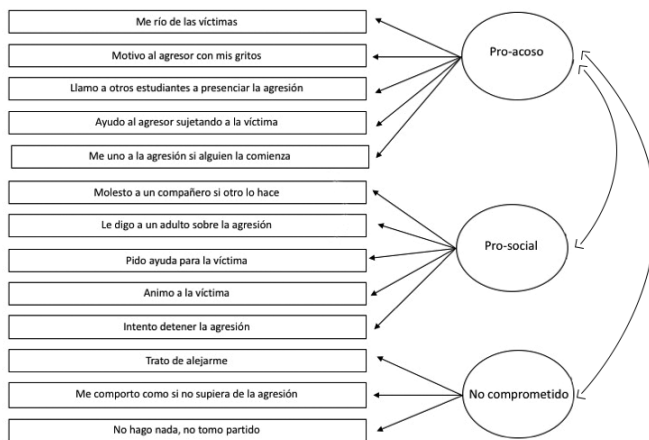 Me río de las víctimas
Motivo al agresor con mis gritos
Llamo a otros estudiantes a presenciar la agresión
Ayudo al agresor sujetando a la víctima
Me uno a la agresión si alguien la comienza
Molesto a un compañero si otro lo hace
Le digo a un adulto sobre la agresión
Pido ayuda para la víctima
Animo a la víctima
Intento detener la agresión
Trato de alejarme
Me comporto como si no supiera de la agresión
No hago nada, no tomo partido
Pro-acoso
Pro-social
No comprometido